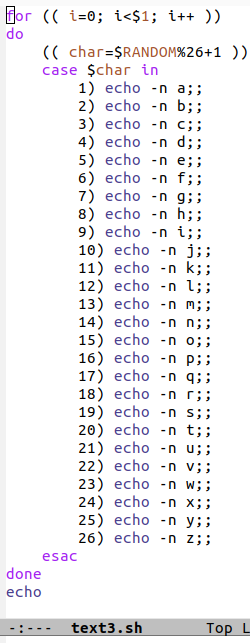 for (( i=0; i<$1; i++ ))
do
    (( char=$RANDOM%26+1 ))
    case $char in
        1) echo -n a;;
        2) echo -n b;;
        3) echo -n c;;
        4) echo -n d;;
        5) echo -n e;;
        6) echo -n f;;
        7) echo -n g;;
        8) echo -n h;;
        9) echo -n i;;
        10) echo -n j;;
        11) echo -n k;;
        12) echo -n l;;
        13) echo -n m;;
        14) echo -n n;;
        15) echo -n o;;
        16) echo -n p;;
        17) echo -n q;;
        18) echo -n r;;
        19) echo -n s;;
        20) echo -n t;;
        21) echo -n u;;
        22) echo -n v;;
        23) echo -n w;;
        24) echo -n x;;
        25) echo -n y;;
        26) echo -n z;;
    esac
done
echo
-:---  text3.sh       Top L